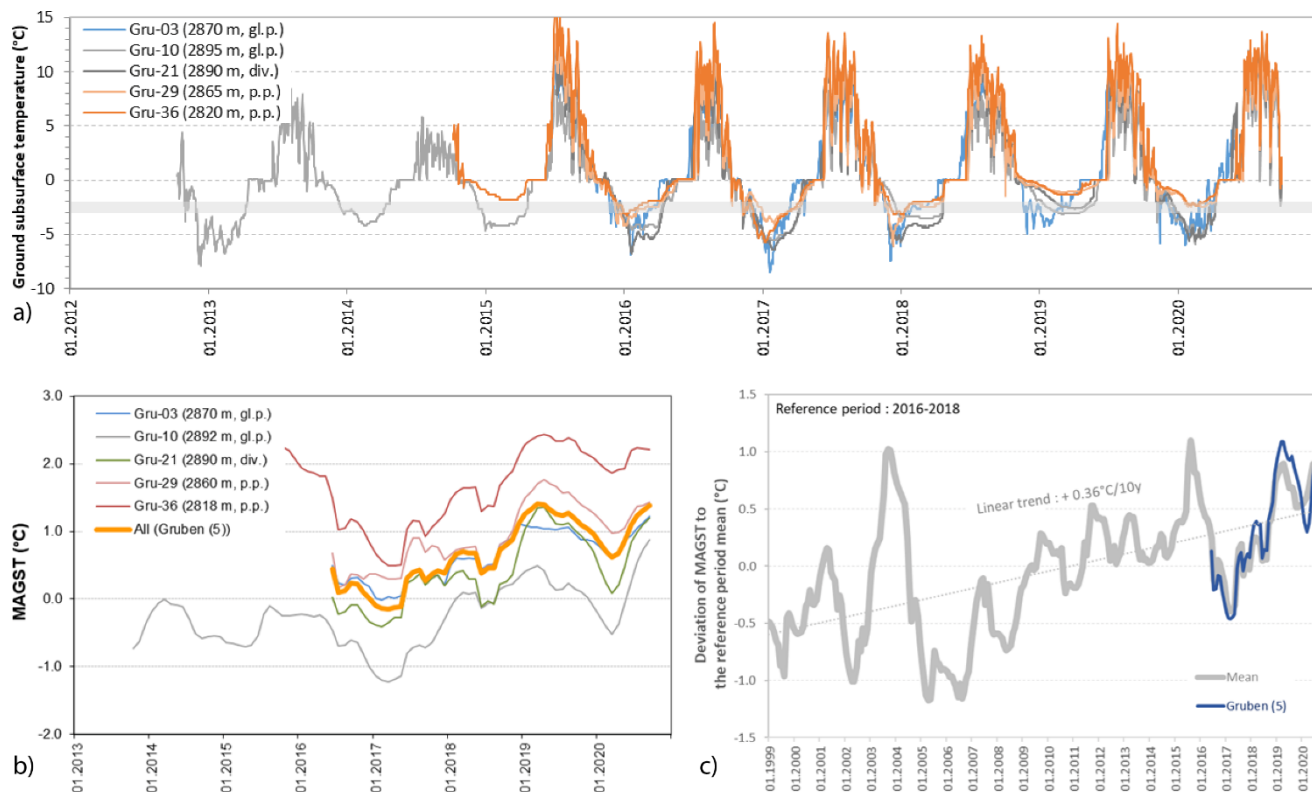 Ground subsurface temperature (°C)
15
10
5
0
-5
-10
Gru-03 (2870 m, gl.p.)
Gru-10 (2895 m, gl.p.)
Gru-21 (2890 m, div.)
Gru-29 (2865 m, p.p.)
Gru-36 (2820 m, p.p.)
01.2012
01.2013
01.2014
01.2015
01.2016
01.2017
01.2018
01.2019
01.2020
a)
MAGST (°C)
3.0
2.0
1.0
0.0
-1.0
-2.0
Gru-03 (2870 m, gl.p.)
Gru-10 (2892 m, gl.p.)
Gru-21 (2890 m, div.)
Gru-29 (2860 m, p.p.)
Gru-36 (2818 m, p.p.)
All (Gruben (5))
01.2013
01.2014
01.2015
01.2016
01.2017
01.2018
01.2019
01.2020
b)
Deviation of MAGST to
the reference period mean (°C)
1.5
1.0
0.5
0.0
-0.5
-1.0
-1.5
Reference period : 2016-2018
Linear trend : + 0.36°C/10y
Mean
Gruben (5)
01.1999
01.2000
01.2001
01.2002
01.2003
01.2004
01.2005
01.2006
01.2007
01.2008
01.2009
01.2010
01.2011
01.2012
01.2013
01.2014
01.2015
01.2016
01.2017
01.2018
01.2019
01.2020
c)